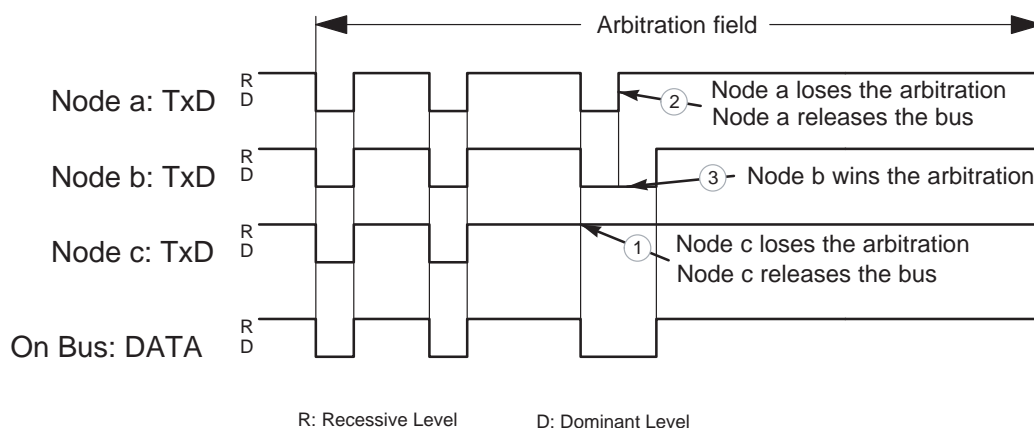 Arbitration field
Node a: TxD
R
D
2
Node a loses the arbitration
Node a releases the bus
Node b: TxD
R
D
3
Node b wins the arbitration
Node c: TxD
R
D
1
Node c loses the arbitration
Node c releases the bus
On Bus: DATA
R
D
R: Recessive Level
D: Dominant Level